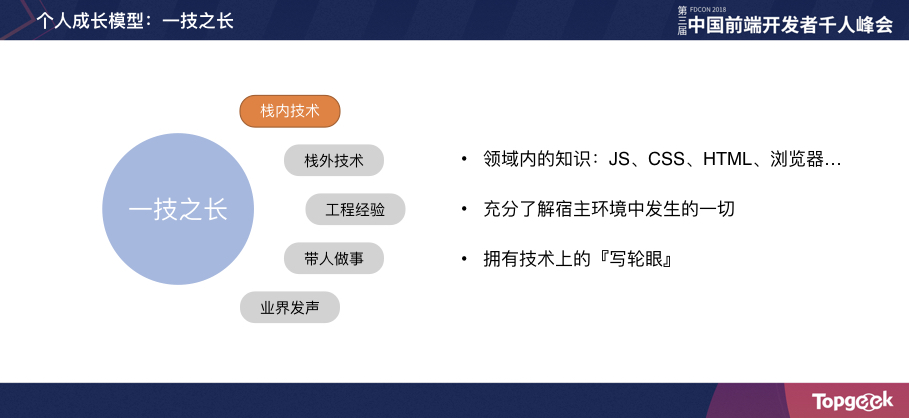 个人成长模型：一技之长
第三届
FDCON 2018
中国前端开发者千人峰会
栈内技术
栈外技术
一技之长
工程经验
带人做事
业界发声
• 领域内的知识：JS、CSS、HTML、浏览器...
• 充分了解宿主环境中发生的一切
• 拥有技术上的『写轮眼』
Topgeek